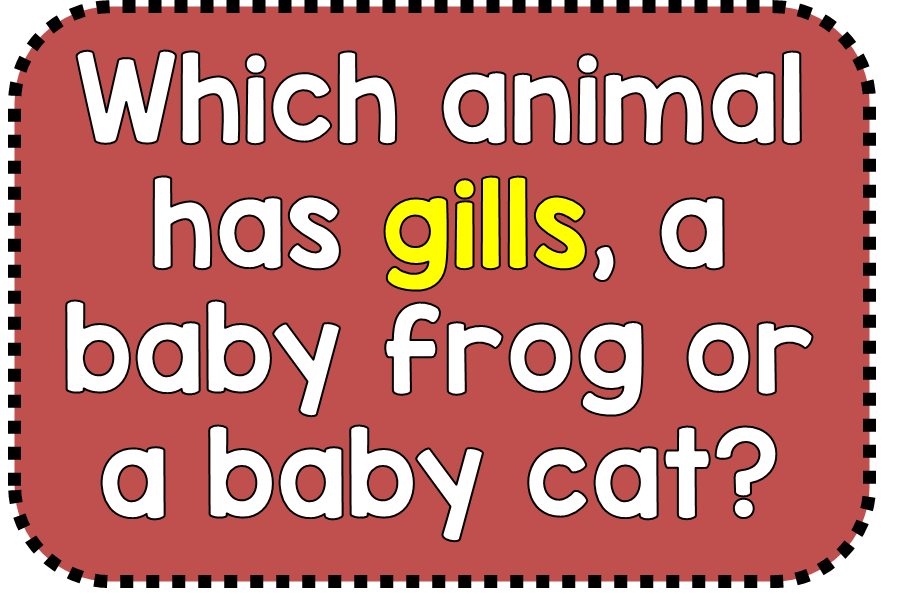 Which animal
has gills, a
baby frog or
a baby cat?